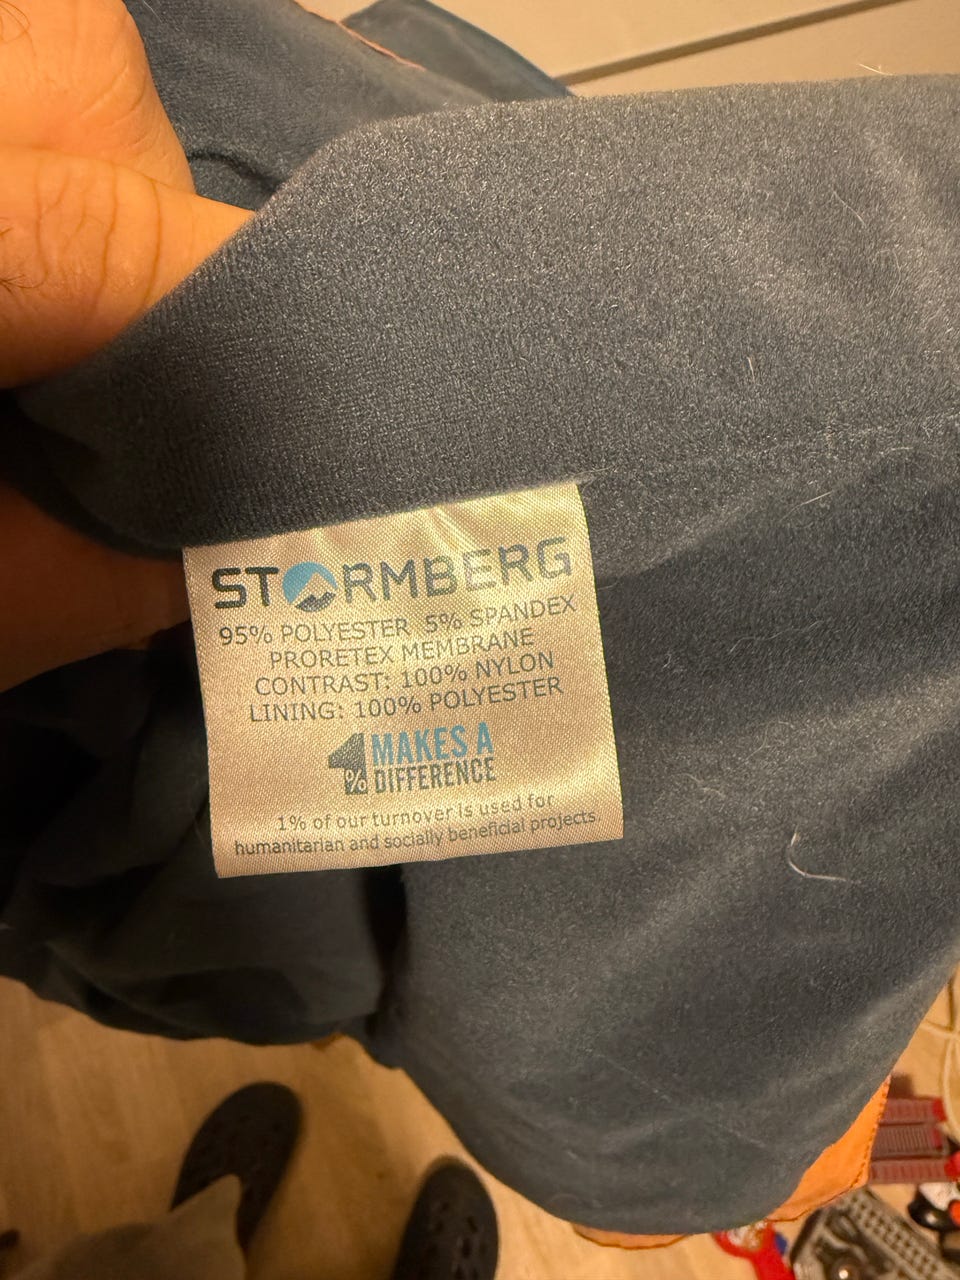 STORMBERG
95% POLYESTER 5% SPANDEX
PRORETEX MEMBRANE
CONTRAST: 100% NYLON
LINING: 100% POLYESTER
1% MAKES A
DIFFERENCE
1% of our turnover is used for
humanitarian and socially beneficial projects